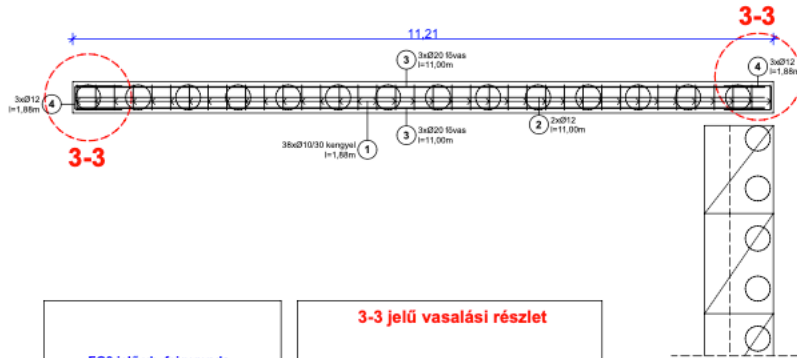 3-3
11,21
3xØ20 fővas
l=11,00m
3
4
3xØ12
l=1,88m
3xØ12
l=1,88m
4
3-3
38xØ10/30 kengyel
l=1,88m
1
3
3xØ20 fővas
l=11,00m
2
2xØ12
l=11,00m
3-3 jelű vasalási részlet